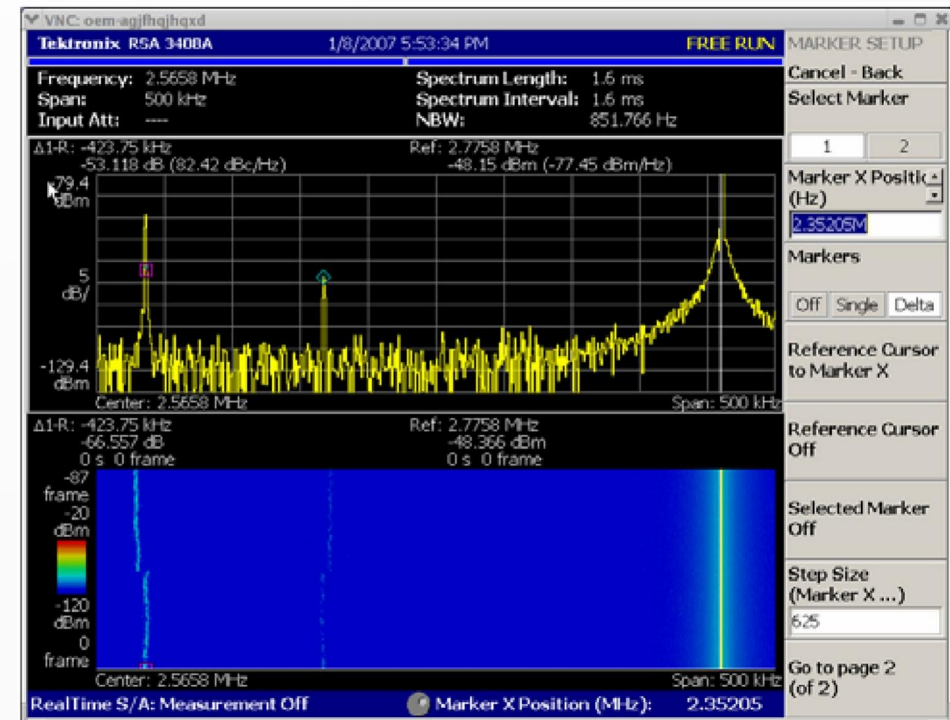 VNC: oem-agjfhqjhqxd
Tektronix RSA 3408A 1/8/2007 5:53:34 PM FREE RUN
Frequency: 2.5658 MHz Spectrum Length: 1.6 ms
Span: 500 kHz Spectrum Interval: 1.6 ms
Input Att: ---- NBW: 851.766 Hz
Δ1-R: -423.75 kHz Ref: 2.7758 MHz
-53.118 dB (82.42 dBc/Hz) -48.15 dBm (-77.45 dBm/Hz)
-79.4
dBm
5
dB/
-129.4
dBm
Center: 2.5658 MHz Span: 500 kHz
Δ1-R: -423.75 kHz Ref: 2.7758 MHz
-66.557 dB -48.366 dBm
0 s 0 frame 0 s 0 frame
-87
frame
-20
dBm
-120
dBm
0
frame
Center: 2.5658 MHz Span: 500 kHz
RealTime S/A: Measurement Off Marker X Position (MHz): 2.35205
MARKER SETUP
Cancel - Back
Select Marker
1 2
Marker X Positic
(Hz)
2.35205M
Markers
Off Single Delta
Reference Cursor
to Marker X
Reference Cursor
Off
Selected Marker
Off
Step Size
(Marker X ...)
625
Go to page 2
(of 2)